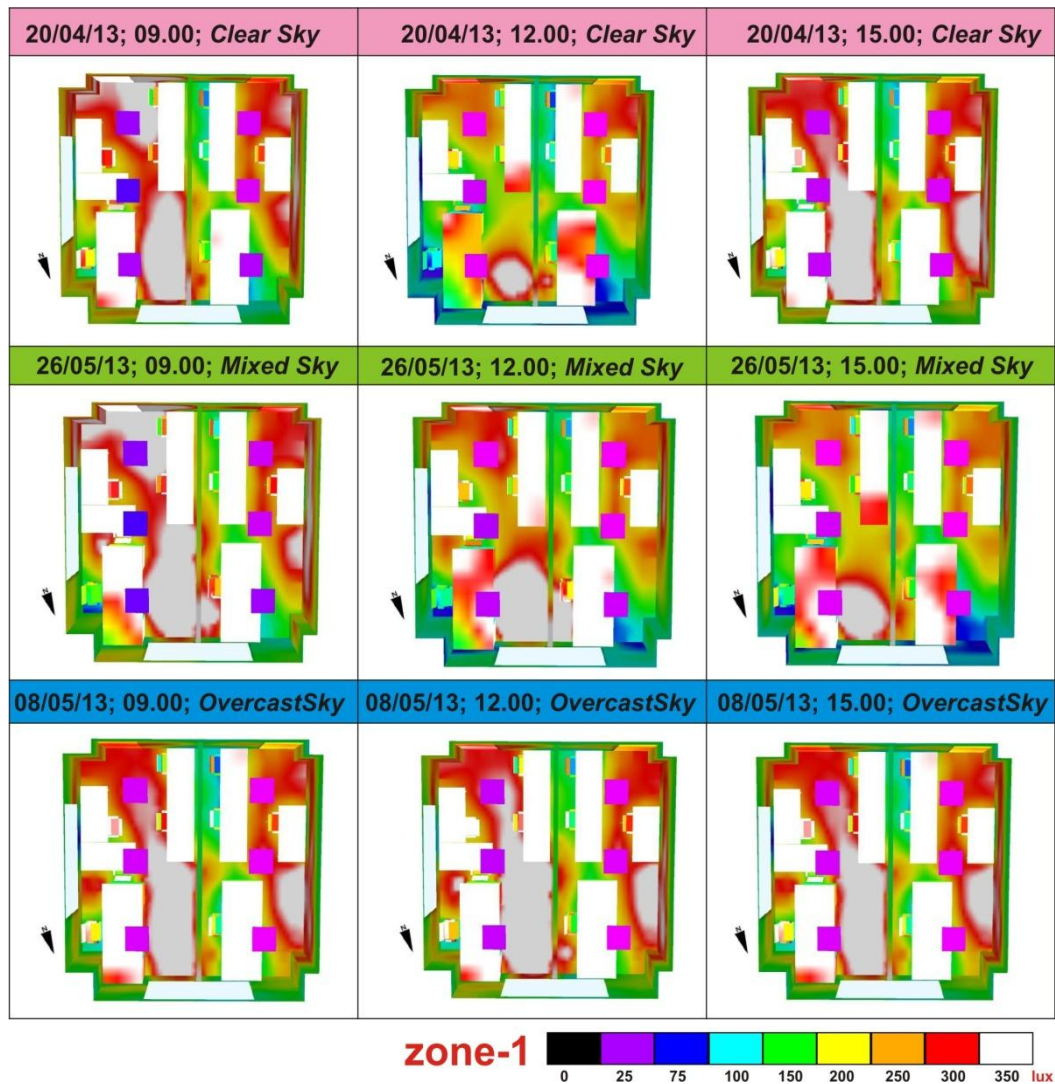 20/04/13; 09.00; Clear Sky
20/04/13; 12.00; Clear Sky
20/04/13; 15.00; Clear Sky
N
N
N
26/05/13; 09.00; Mixed Sky
26/05/13; 12.00; Mixed Sky
26/05/13; 15.00; Mixed Sky
N
N
N
08/05/13; 09.00; OvercastSky
08/05/13; 12.00; OvercastSky
08/05/13; 15.00; OvercastSky
N
N
N
zone-1
0 25 75 100 150 200 250 300 350 lux